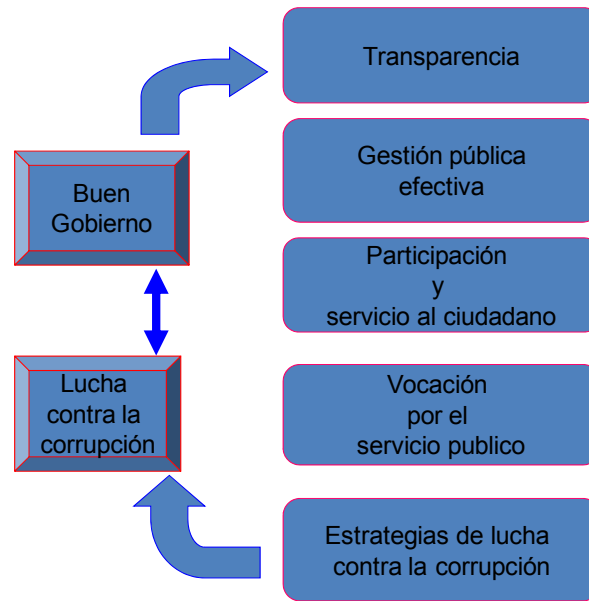 Transparencia
Gestión pública
efectiva
Buen
Gobierno
Participación
y
servicio al ciudadano
Lucha
contra la
corrupción
Vocación
por el
servicio publico
Estrategias de lucha
contra la corrupción